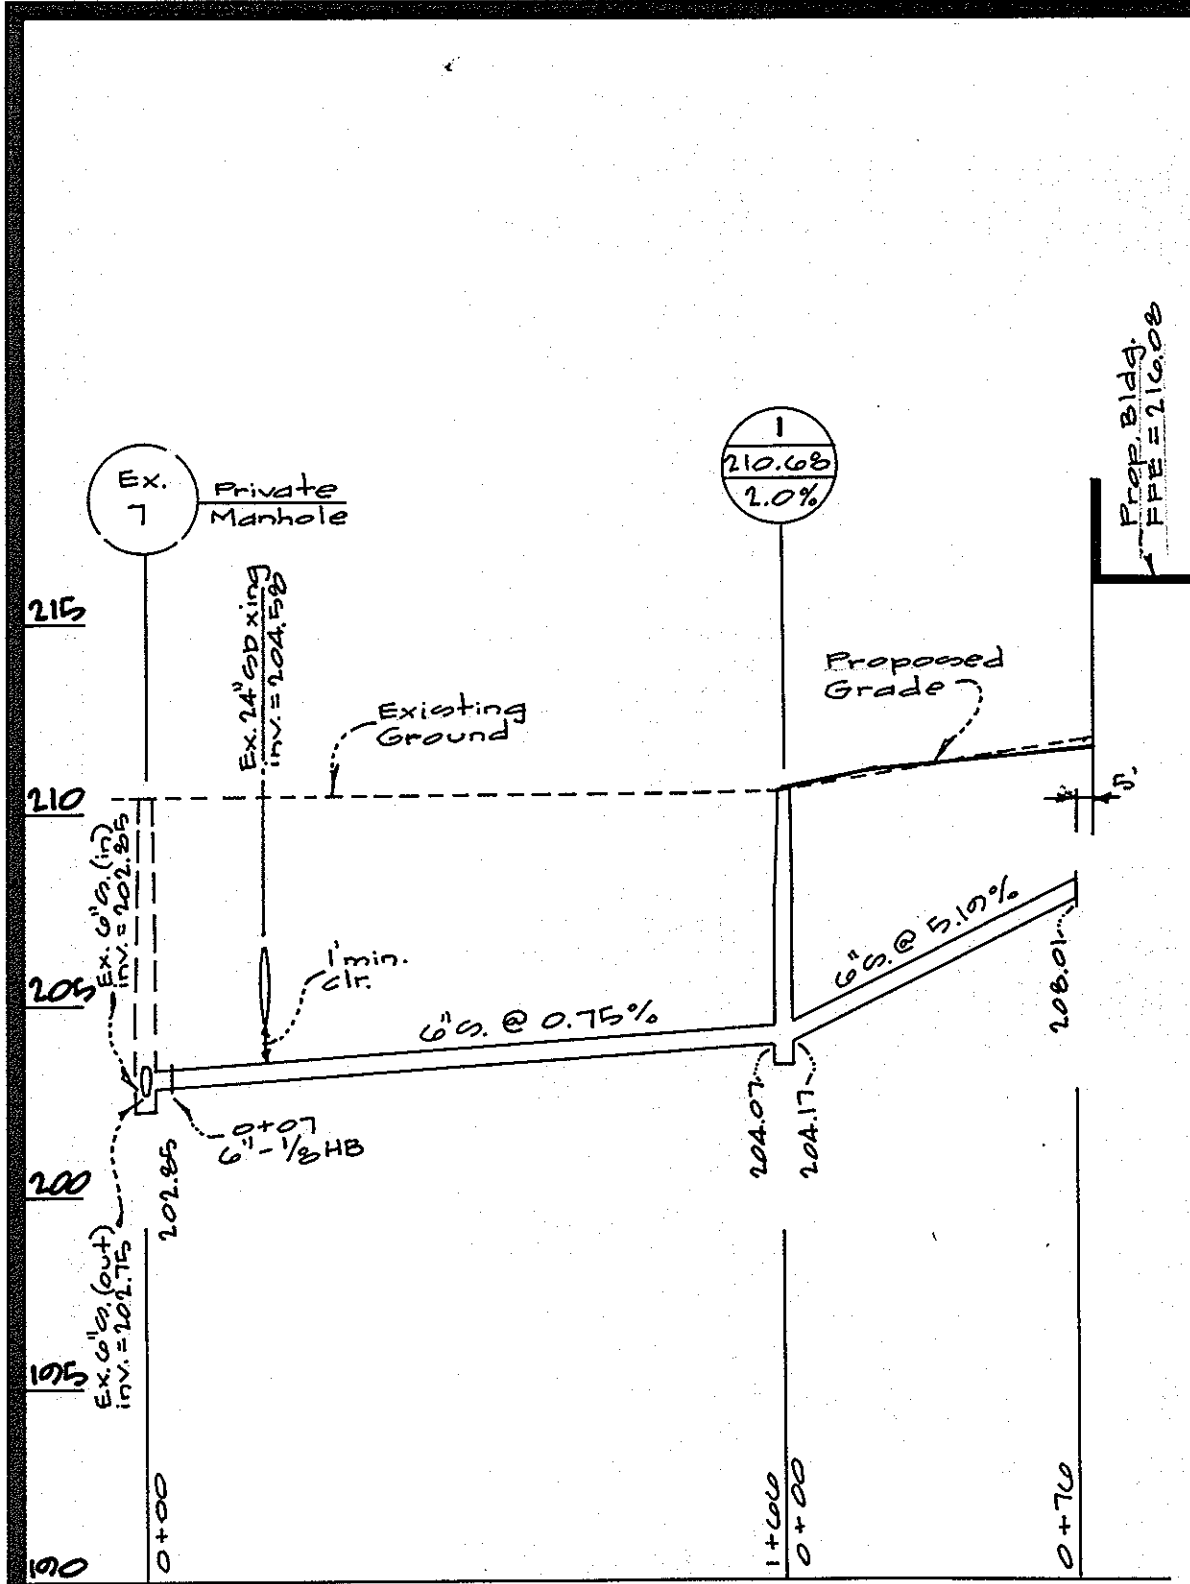 Prop. Bldg.
FFE = 216.08
1
210.68
2.0%
Ex.
7
Private
Manhole
Ex. 24" SD xing
inv. = 204.58
215
Existing
Ground
Proposed
Grade
210
5'
Ex. 6" S. (in)
inv. = 202.85
205
1' min.
clr.
6" S. @ 0.75%
6" S. @ 5.19%
208.01
204.07
204.17
0+07
6" - 1/8 HB
202.85
200
Ex. 6" S. (out)
inv. = 202.75
195
190
0+00
1+66
0+00
0+76